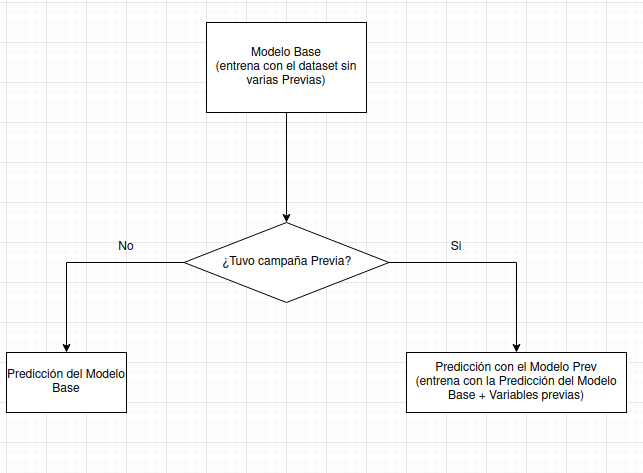 Modelo Base
(entrena con el dataset sin
varias Previas)
No
¿Tuvo campaña Previa?
Si
Predicción del Modelo
Base
Predicción con el Modelo Prev
(entrena con la Predicción del Modelo
Base + Variables previas)